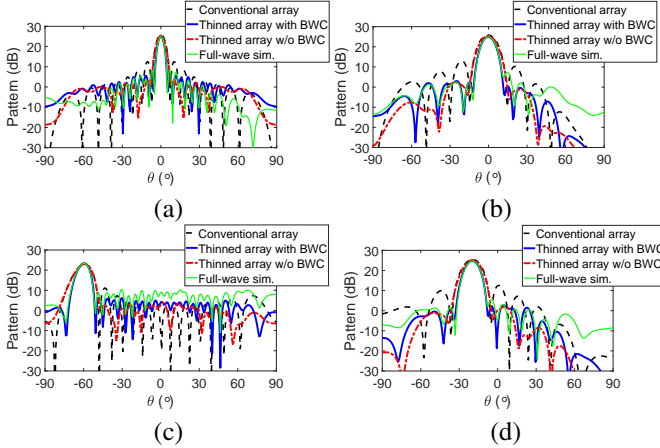 Conventional array
Thinned array with BWC
Thinned array w/o BWC
Full-wave sim.
Pattern (dB)
30
20
10
0
-10
-20
-30
-90 -60 -30 0 30 60 90
θ (°)
(a)
Conventional array
Thinned array with BWC
Thinned array w/o BWC
Full-wave sim.
Pattern (dB)
30
20
10
0
-10
-20
-30
-90 -60 -30 0 30 60 90
θ (°)
(b)
Conventional array
Thinned array with BWC
Thinned array w/o BWC
Full-wave sim.
Pattern (dB)
30
20
10
0
-10
-20
-30
-90 -60 -30 0 30 60 90
θ (°)
(c)
Conventional array
Thinned array with BWC
Thinned array w/o BWC
Full-wave sim.
Pattern (dB)
30
20
10
0
-10
-20
-30
-90 -60 -30 0 30 60 90
θ (°)
(d)